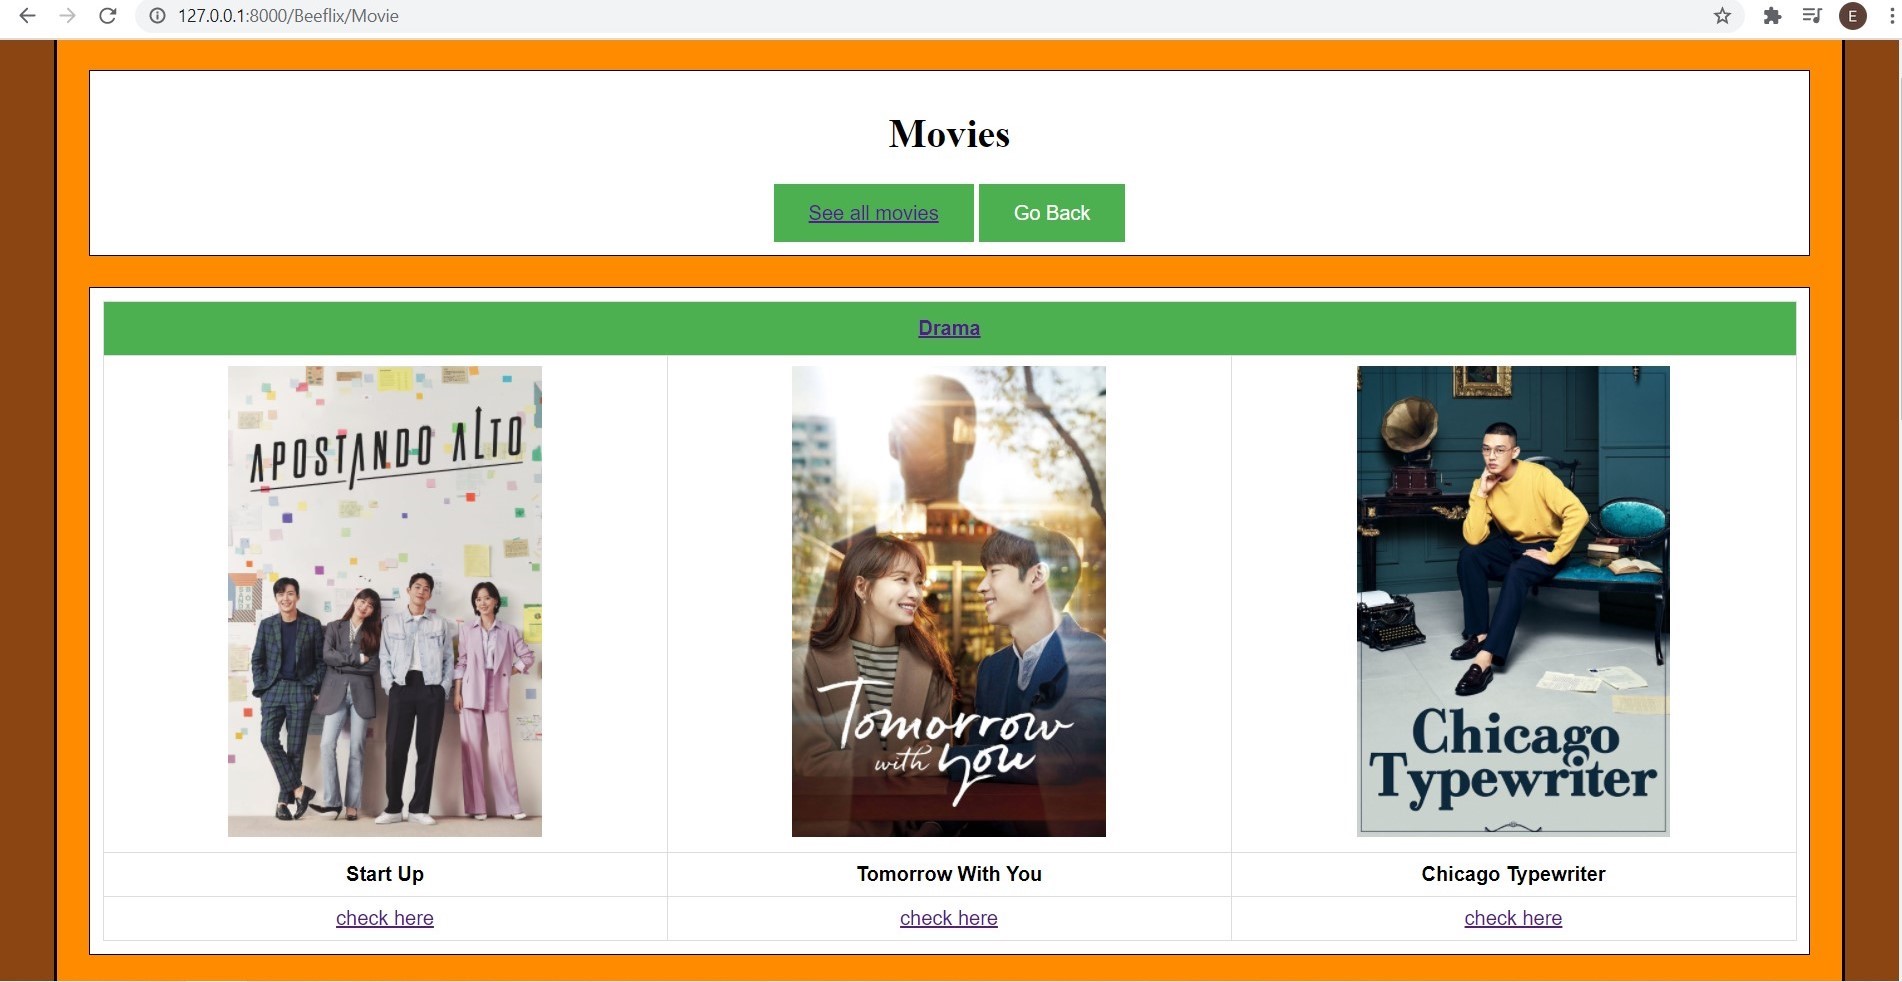 127.0.0.1:8000/Beeflix/Movie
E
Movies
See all movies
Go Back
Drama
APOSTANDO ALTO
Tomorrow
with you
Chicago
Typewriter
Start Up
Tomorrow With You
Chicago Typewriter
check here
check here
check here